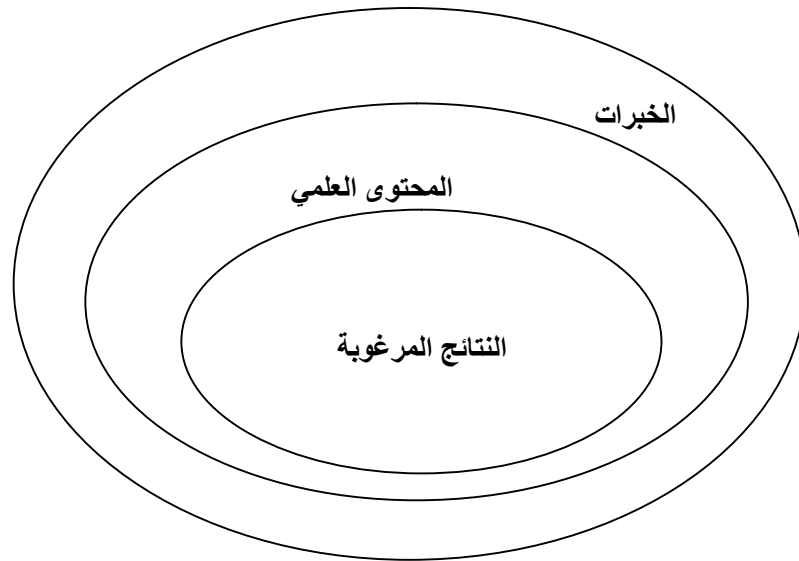 الخبرات
المحتوى العلمي
النتائج المرغوبة